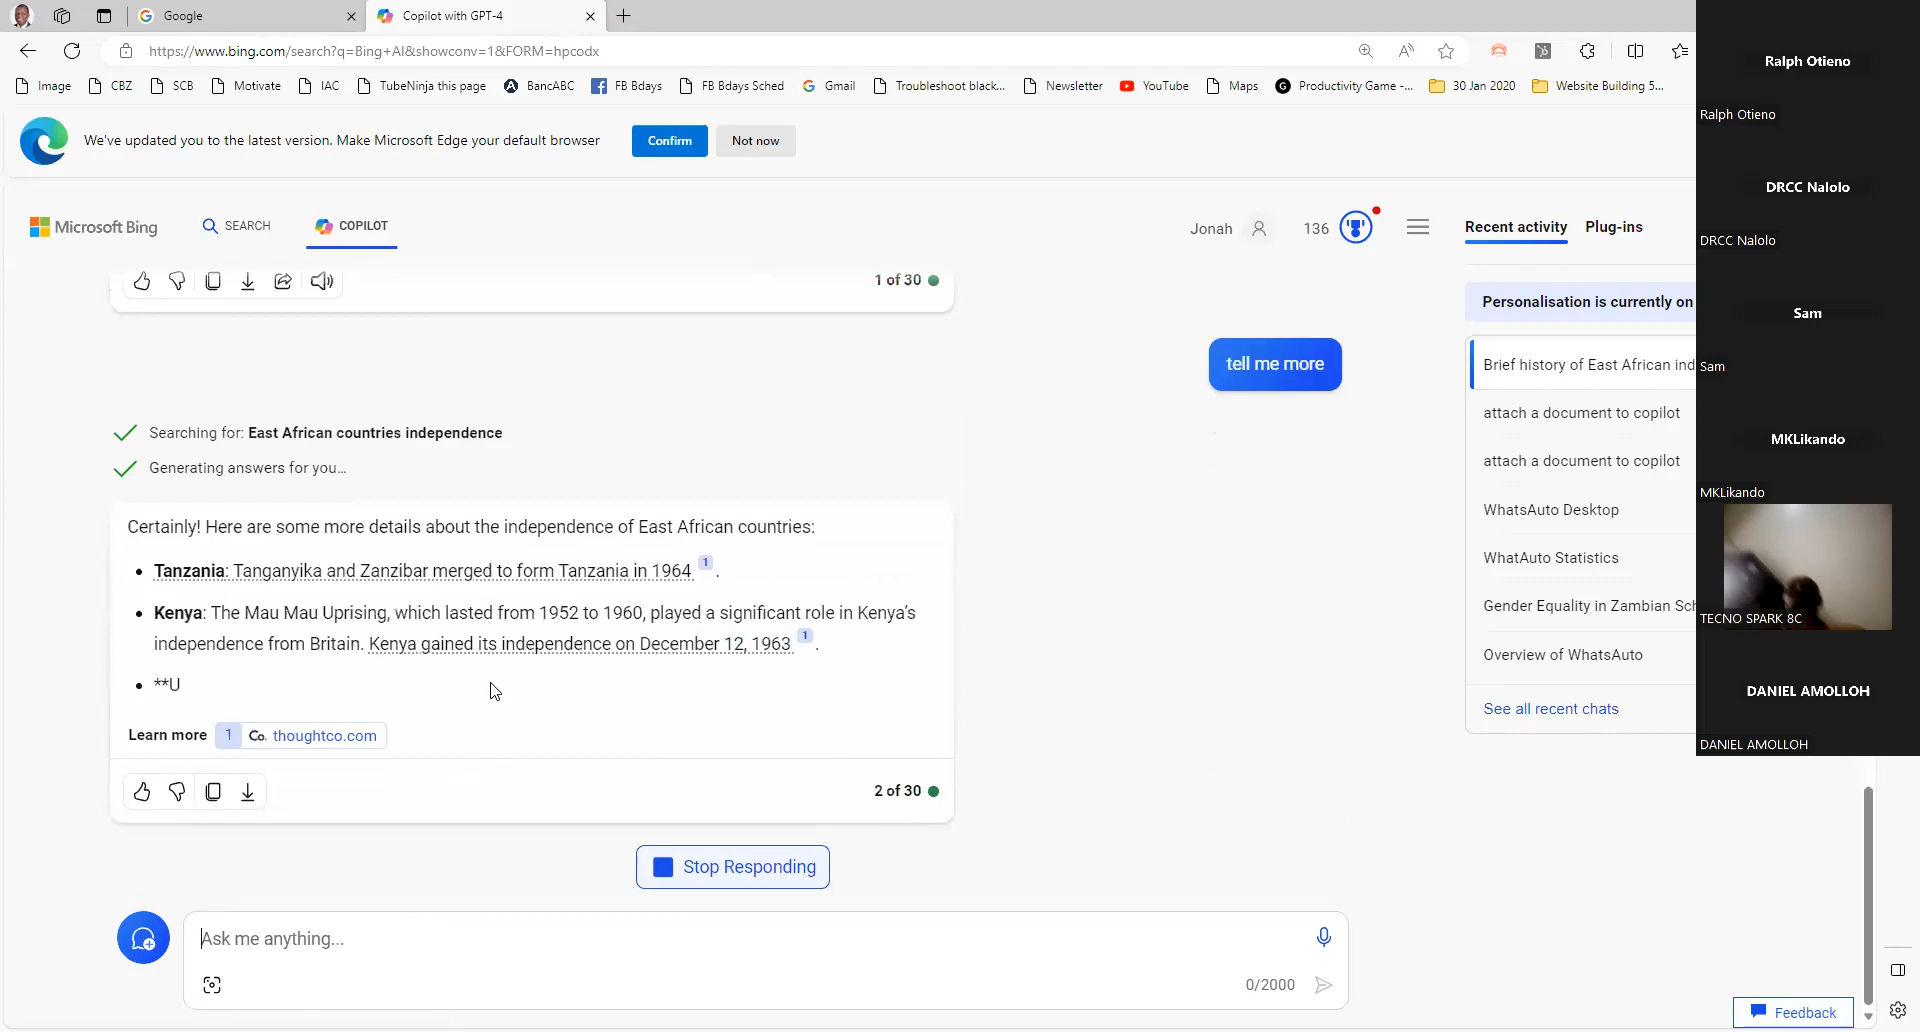 Google
Copilot with GPT-4
https://www.bing.com/search?q=Bing+AI&showconv=1&FORM=hpcodx
Image
CBZ
SCB
Motivate
IAC
TubeNinja this page
BancABC
FB Bdays
FB Bdays Sched
Gmail
Troubleshoot black...
Newsletter
YouTube
Maps
Productivity Game -...
30 Jan 2020
Website Building 5...
We've updated you to the latest version. Make Microsoft Edge your default browser
Confirm
Not now
Microsoft Bing
SEARCH
COPILOT
Jonah
136
Recent activity
Plug-ins
1 of 30
tell me more
Searching for: East African countries independence
Generating answers for you...
Certainly! Here are some more details about the independence of East African countries:
• Tanzania: Tanganyika and Zanzibar merged to form Tanzania in 1964 1 .
• Kenya: The Mau Mau Uprising, which lasted from 1952 to 1960, played a significant role in Kenya's
independence from Britain. Kenya gained its independence on December 12, 1963 1 .
• **U
Learn more 1 Co. thoughtco.com
2 of 30
Stop Responding
Ask me anything...
0/2000
Personalisation is currently on
Brief history of East African ind
attach a document to copilot
attach a document to copilot
WhatsAuto Desktop
WhatAuto Statistics
Gender Equality in Zambian Sch
Overview of WhatsAuto
See all recent chats
Feedback
Ralph Otieno
Ralph Otieno
DRCC Nalolo
DRCC Nalolo
Sam
Sam
MKLikando
MKLikando
TECNO SPARK 8C
DANIEL AMOLLOH
DANIEL AMOLLOH